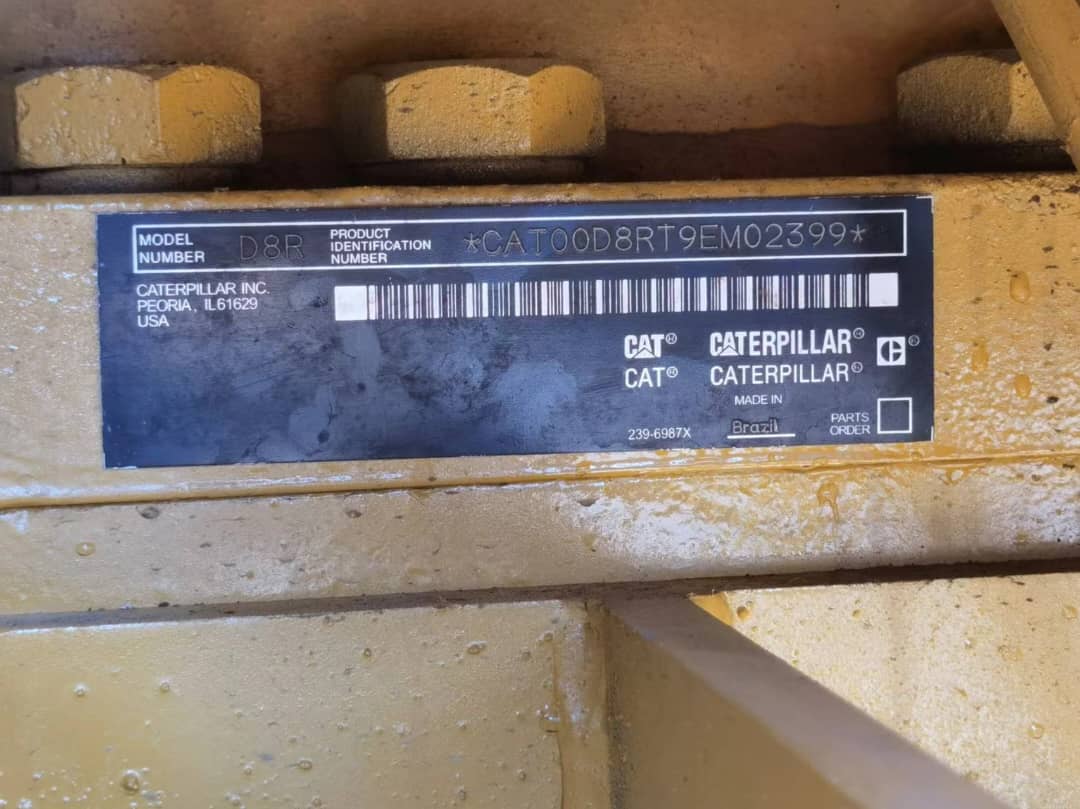 MODEL NUMBER D8R PRODUCT IDENTIFICATION NUMBER *CAT00D8RT9EM02399*
CATERPILLAR INC.
PEORIA, IL61629
USA
CAT® CATERPILLAR®
CAT® CATERPILLAR®
MADE IN
239-6987X Brazil PARTS ORDER